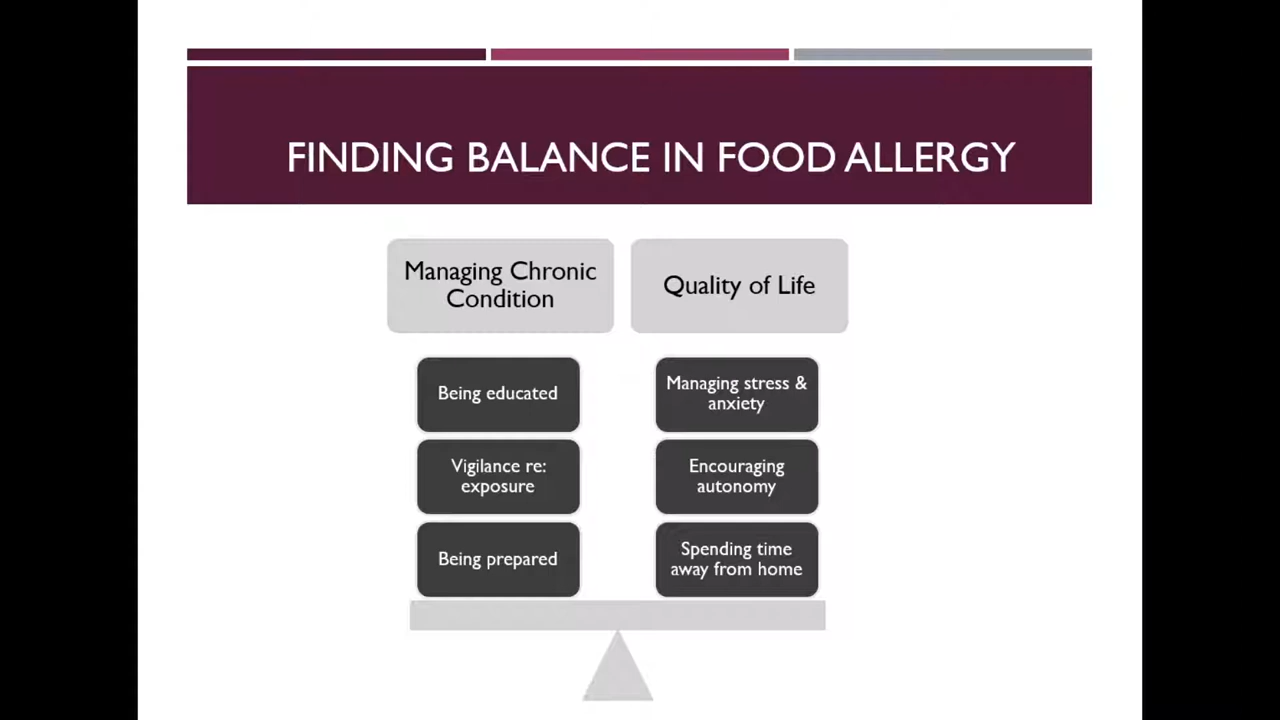 FINDING BALANCE IN FOOD ALLERGY
Managing Chronic
Condition
Quality of Life
Being educated
Managing stress &
anxiety
Vigilance re:
exposure
Encouraging
autonomy
Being prepared
Spending time
away from home